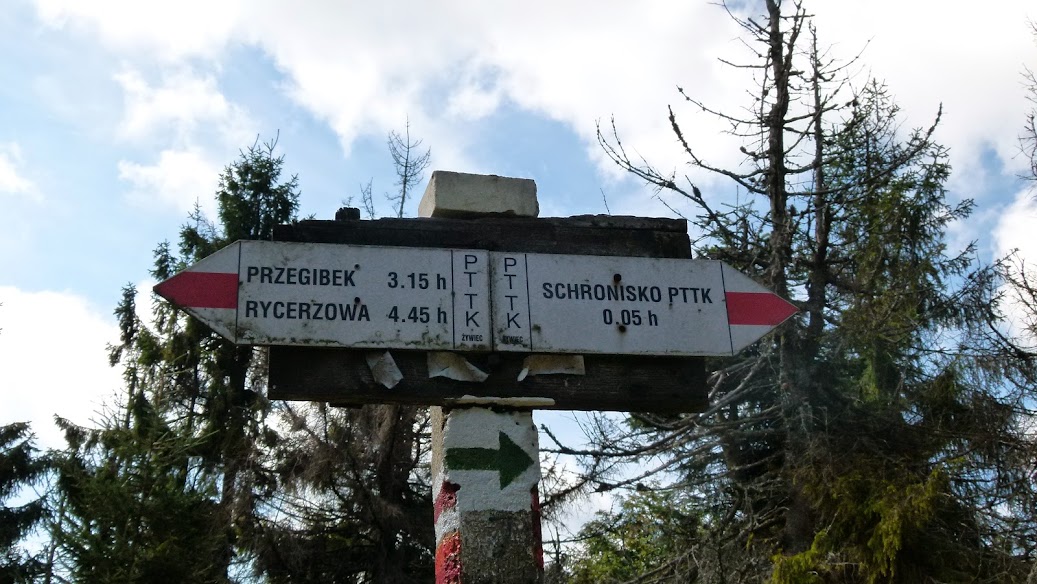 PRZEGIBEK 3.15 h
RYCERZOWA 4.45 h
PTTK
ŻYWIEC
PTTK
ŻYWIEC
SCHRONISKO PTTK
0.05 h